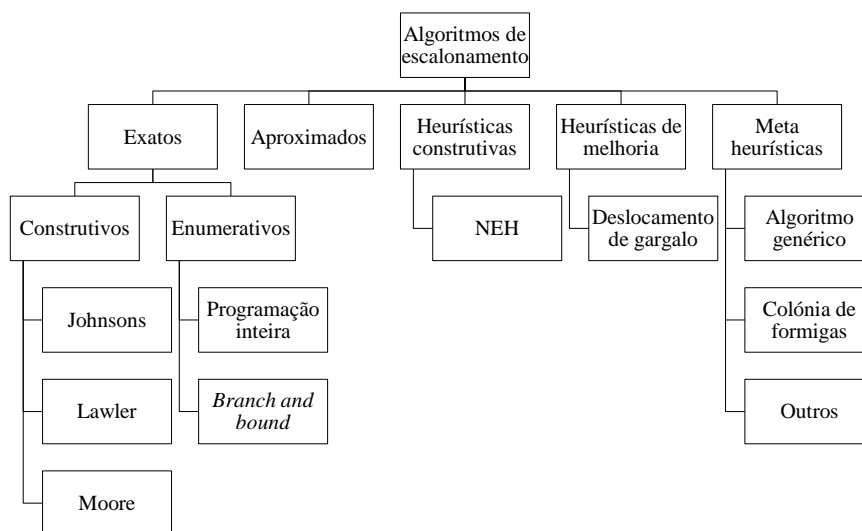 Algoritmos de
escalonamento
Exatos
Aproximados
Heurísticas
construtivas
Heurísticas de
melhoria
Meta
heurísticas
Construtivos
Enumerativos
NEH
Deslocamento
de gargalo
Algoritmo
genérico
Johnsons
Programação
inteira
Colónia de
formigas
Lawler
Branch and
bound
Outros
Moore